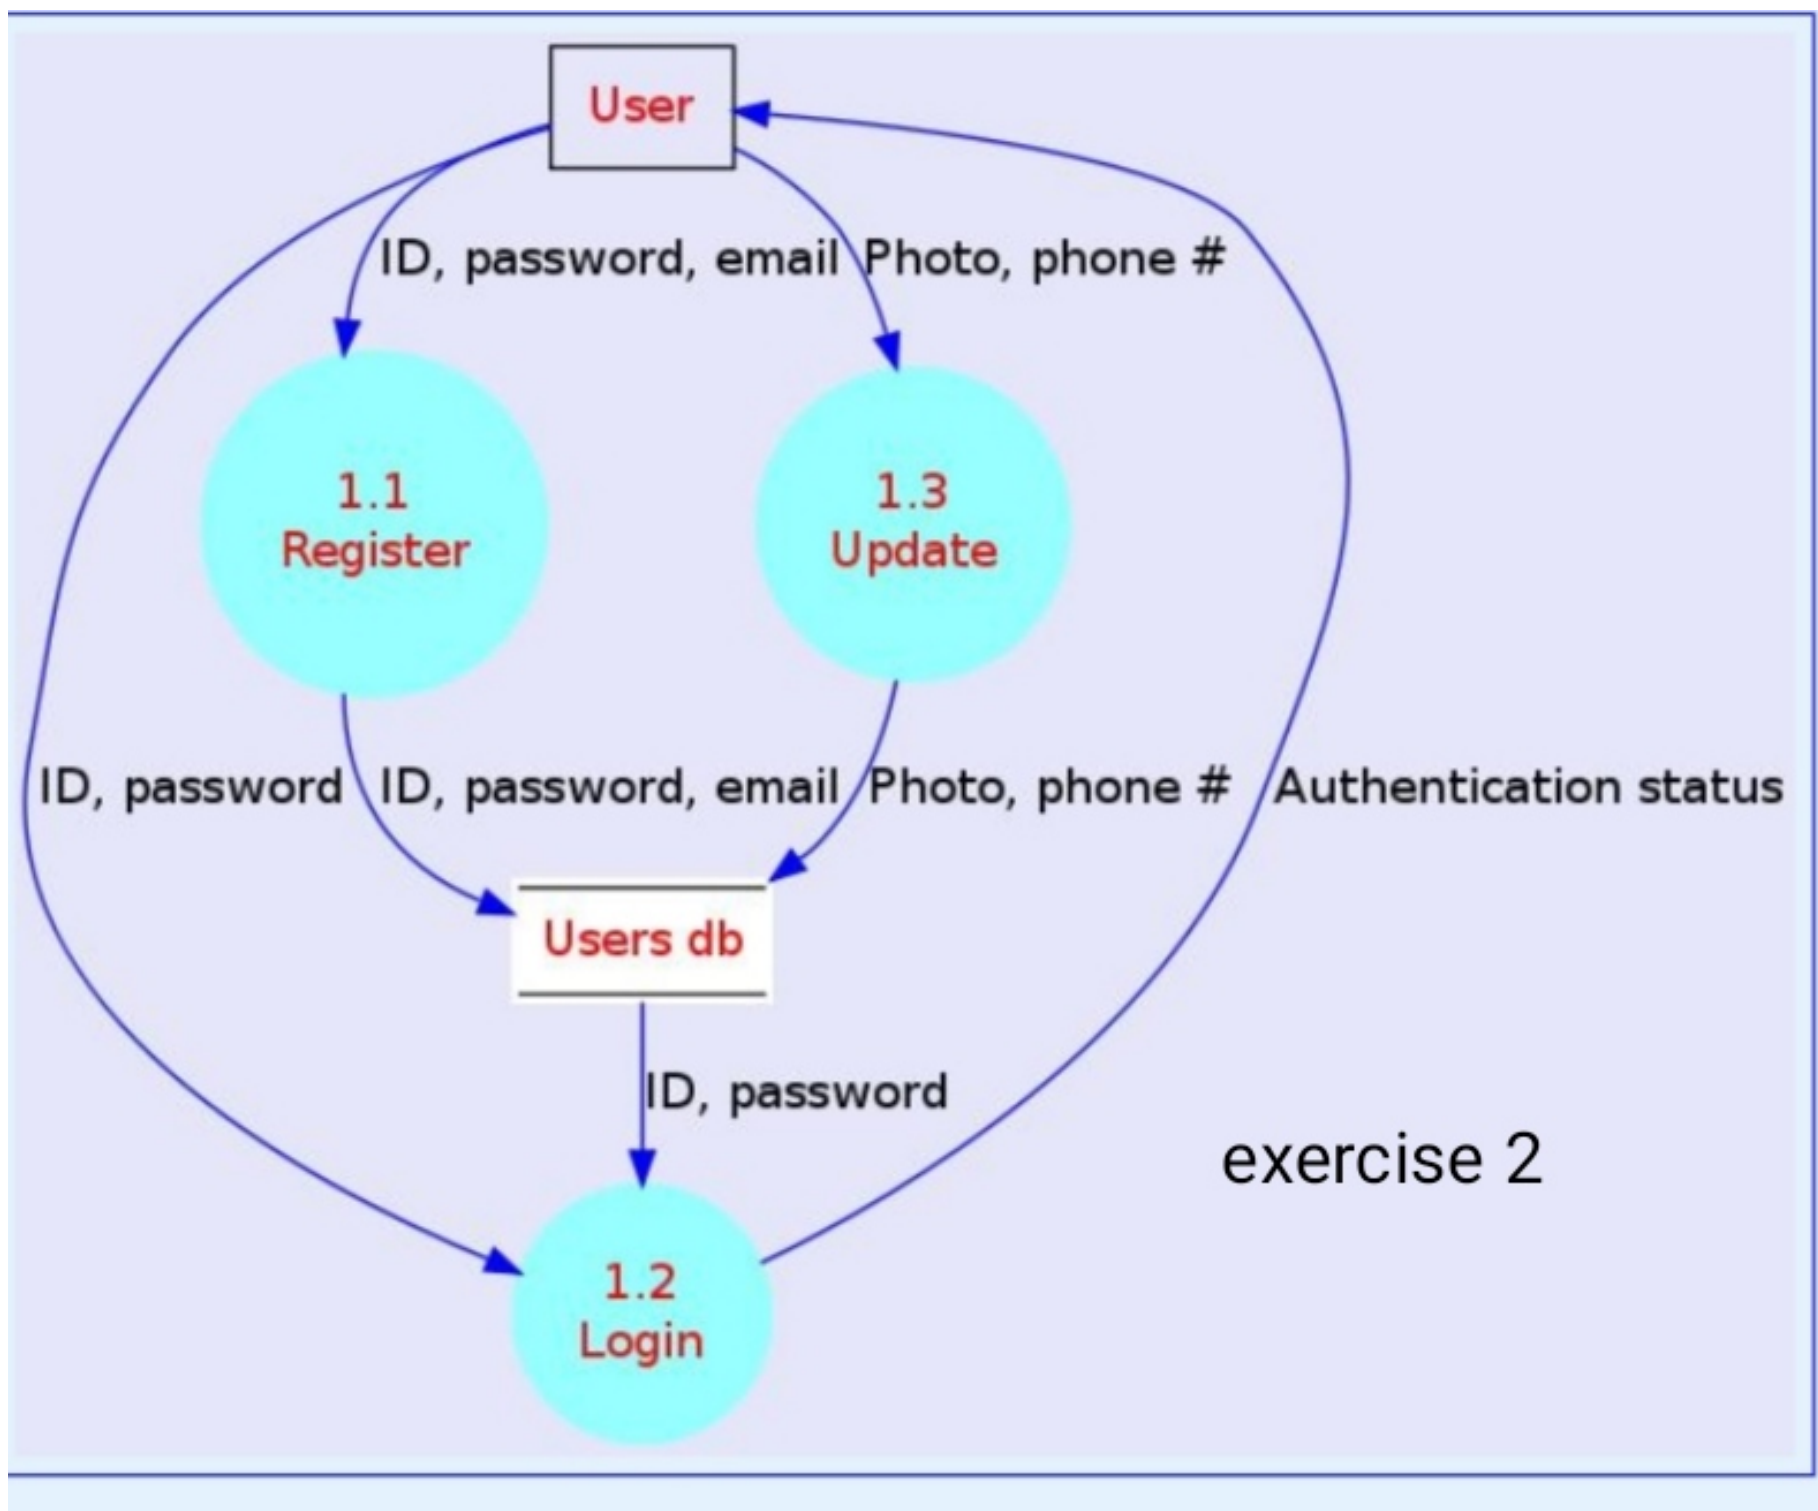 User
ID, password, email
Photo, phone #
1.1
Register
1.3
Update
ID, password
ID, password, email
Photo, phone #
Authentication status
Users db
ID, password
exercise 2
1.2
Login